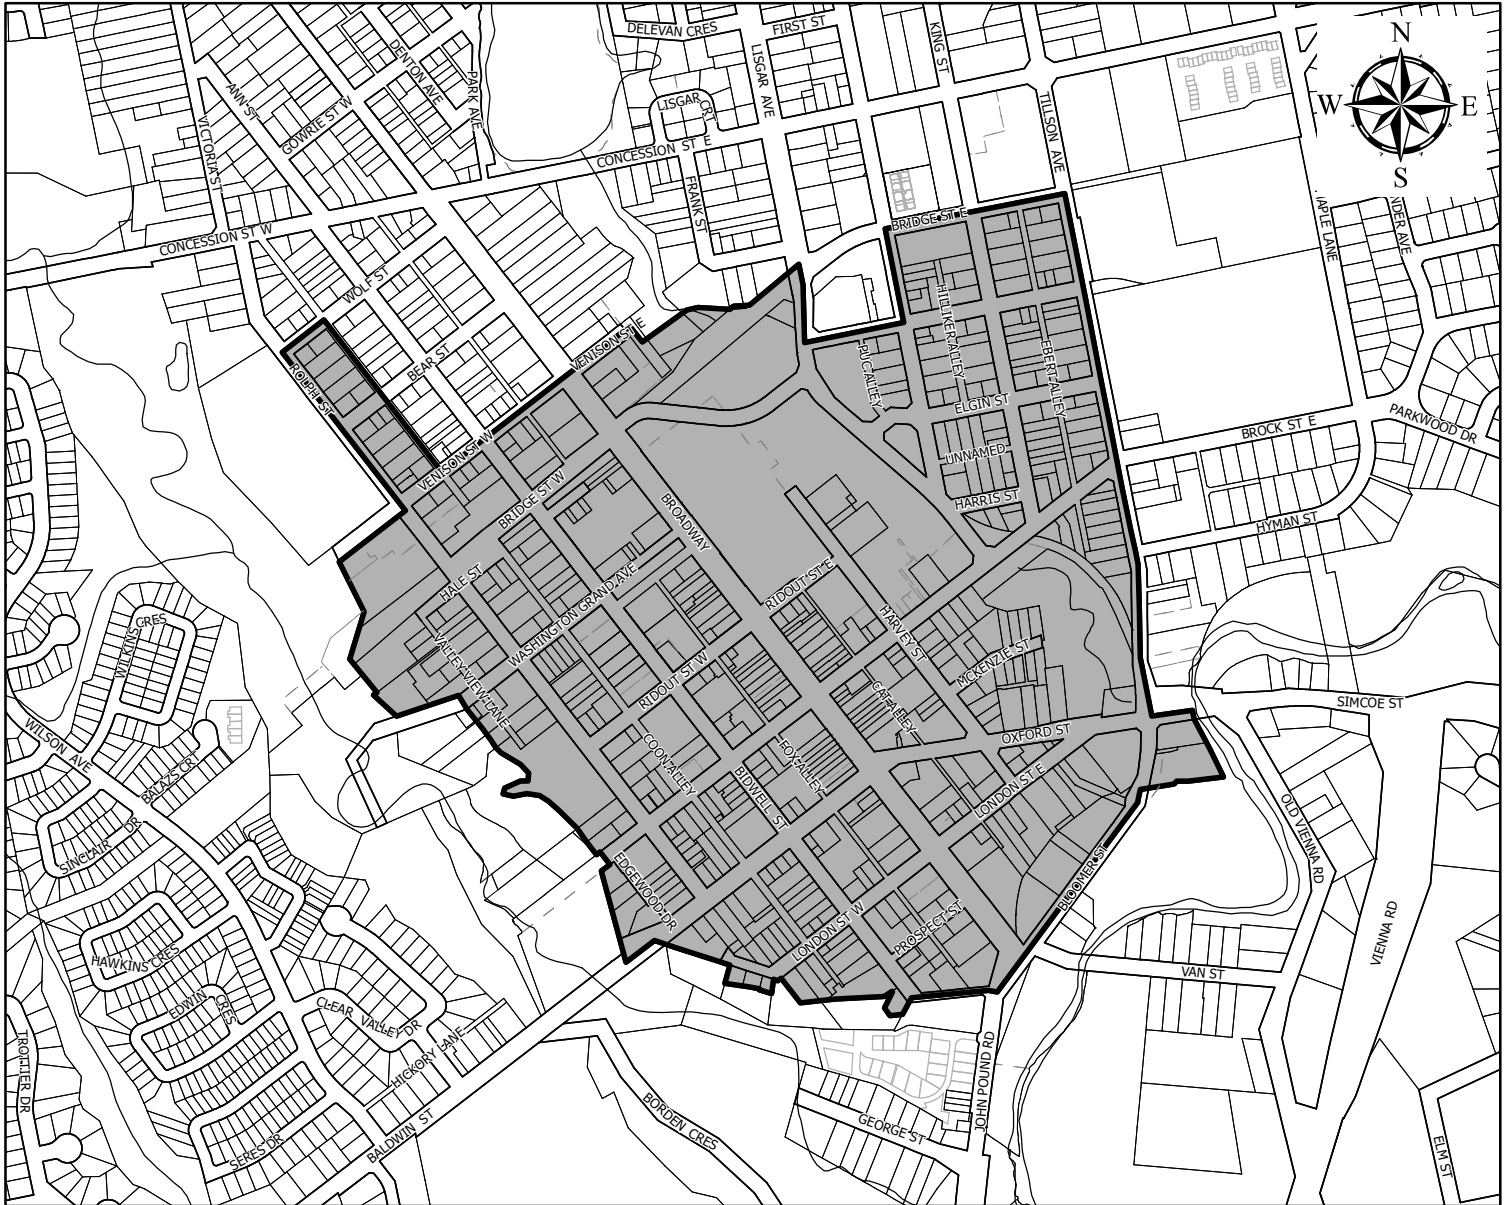 DELEVAN CRES
FIRST ST
KING ST
N
DENTON AVE
LISGAR AVE
PARK AVE
ANN ST
GOWRIE ST W
LISGAR CRT
TILLSON AVE
W
E
VICTORIA ST
CONCESSION ST E
S
FRANK ST
BRIDGE ST E
CONCESSION ST W
WOLF ST
HILLIKER ALLEY
VENISON ST E
BEAR ST
PUC ALLEY
EBERT ALLEY
ROLPH ST
ELGIN ST
BROCK ST E
PARKWOOD DR
VENISON ST W
UNNAMED
BRIDGE ST W
HARRIS ST
BROADWAY
HYMAN ST
HALE ST
WASHINGTON GRAND AVE
RIDOUT ST E
WILKINS CRES
HARVEY ST
VALLEY VIEW LANE
MCKENZIE ST
RIDOUT ST W
CAT ALLEY
SIMCOE ST
WILSON AVE
OXFORD ST
COON ALLEY
FOX ALLEY
BALAZS CRT
BIDWELL ST
LONDON ST E
OLD VIENNA RD
SINCLAIR DR
EDGEWOOD DR
BLOOMER ST
LONDON ST W
PROSPECT ST
VIENNA RD
HAWKINS CRES
VAN ST
EDWIN CRES
CLEAR VALLEY DR
HICKORY LANE
TROTTIER DR
JOHN POUND RD
BORDEN CRES
GEORGE ST
BALDWIN ST
SERES DR
ELM ST